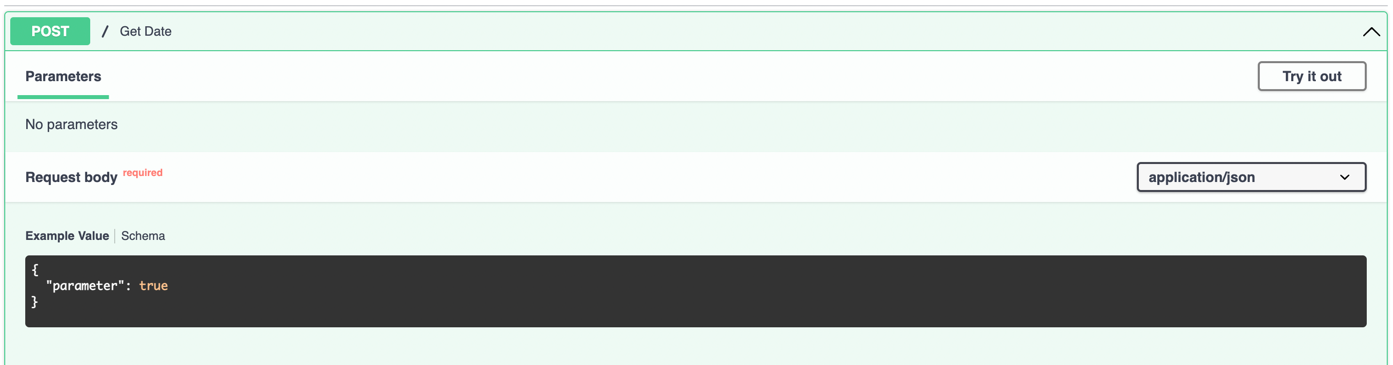 POST / Get Date
Parameters Try it out
No parameters
Request body required application/json
Example Value Schema
{
  "parameter": true
}